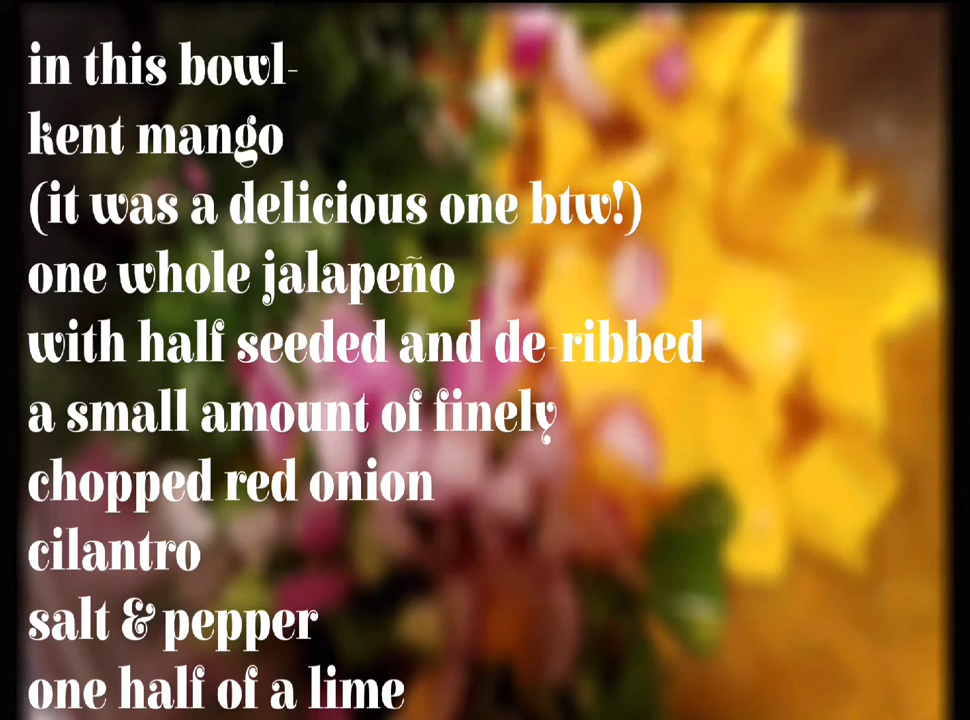 in this bowl-
kent mango
(it was a delicious one btw!)
one whole jalapeño
with half seeded and de-ribbed
a small amount of finely
chopped red onion
cilantro
salt & pepper
one half of a lime